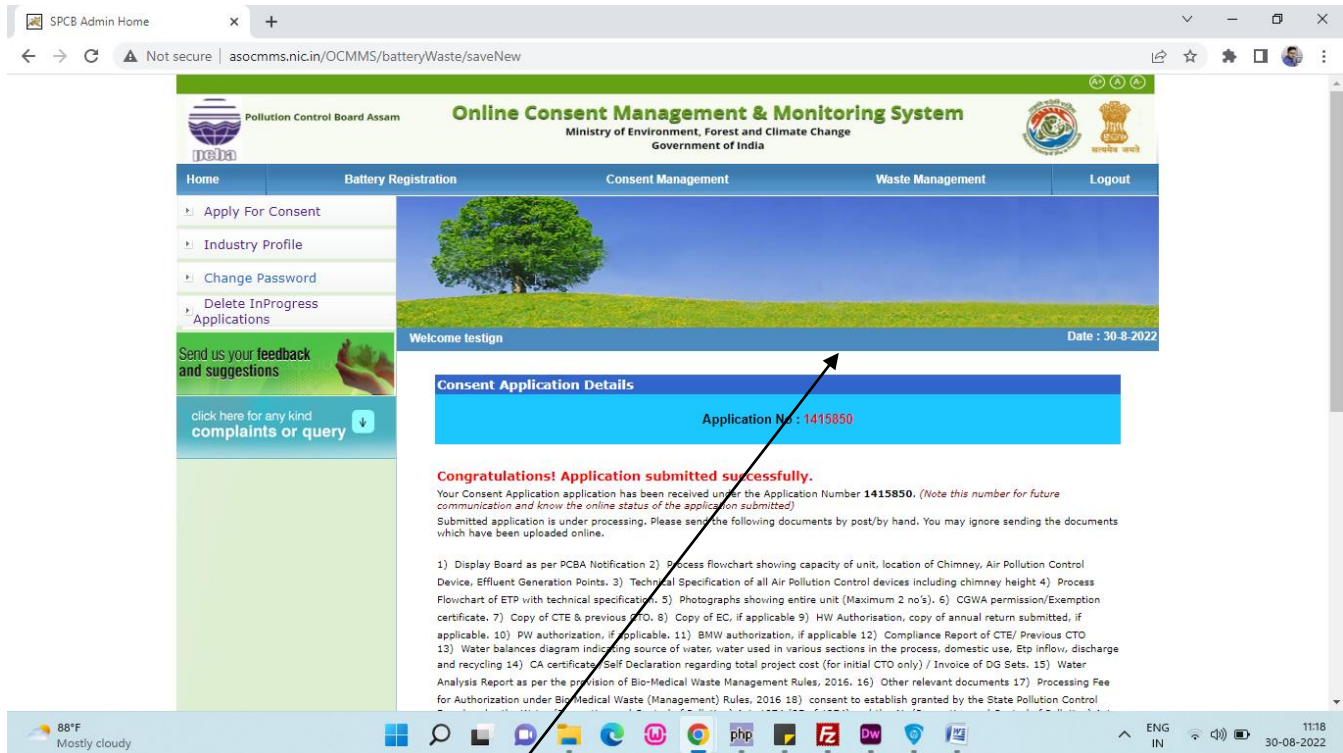 SPCB Admin Home
Not secure asocmms.nic.in/OCMMS/batteryWaste/saveNew
A+ A A-
Pollution Control Board Assam
pcba
Online Consent Management & Monitoring System
Ministry of Environment, Forest and Climate Change
Government of India
सत्यमेव जयते
Home Battery Registration Consent Management Waste Management Logout
Apply For Consent
Industry Profile
Change Password
Delete InProgress
Applications
Send us your feedback
and suggestions
click here for any kind
complaints or query
Welcome testign Date : 30-8-2022
Consent Application Details
Application No : 1415850
Congratulations! Application submitted successfully.
Your Consent Application application has been received under the Application Number 1415850. (Note this number for future
communication and know the online status of the application submitted)
Submitted application is under processing. Please send the following documents by post/by hand. You may ignore sending the documents
which have been uploaded online.
1) Display Board as per PCBA Notification 2) Process flowchart showing capacity of unit, location of Chimney, Air Pollution Control
Device, Effluent Generation Points. 3) Technical Specification of all Air Pollution Control devices including chimney height 4) Process
Flowchart of ETP with technical specification. 5) Photographs showing entire unit (Maximum 2 no's). 6) CGWA permission/Exemption
certificate. 7) Copy of CTE & previous CTO. 8) Copy of EC, if applicable 9) HW Authorisation, copy of annual return submitted, if
applicable. 10) PW authorization, if applicable. 11) BMW authorization, if applicable 12) Compliance Report of CTE/ Previous CTO
13) Water balances diagram indicating source of water, water used in various sections in the process, domestic use, Etp inflow, discharge
and recycling 14) CA certificate/Self Declaration regarding total project cost (for initial CTO only) / Invoice of DG Sets. 15) Water
Analysis Report as per the provision of Bio-Medical Waste Management Rules, 2016. 16) Other relevant documents 17) Processing Fee
for Authorization under Bio-Medical Waste (Management) Rules, 2016 18) consent to establish granted by the State Pollution Control
88°F
Mostly cloudy
php
Dw
ENG
IN
11:18
30-08-2022